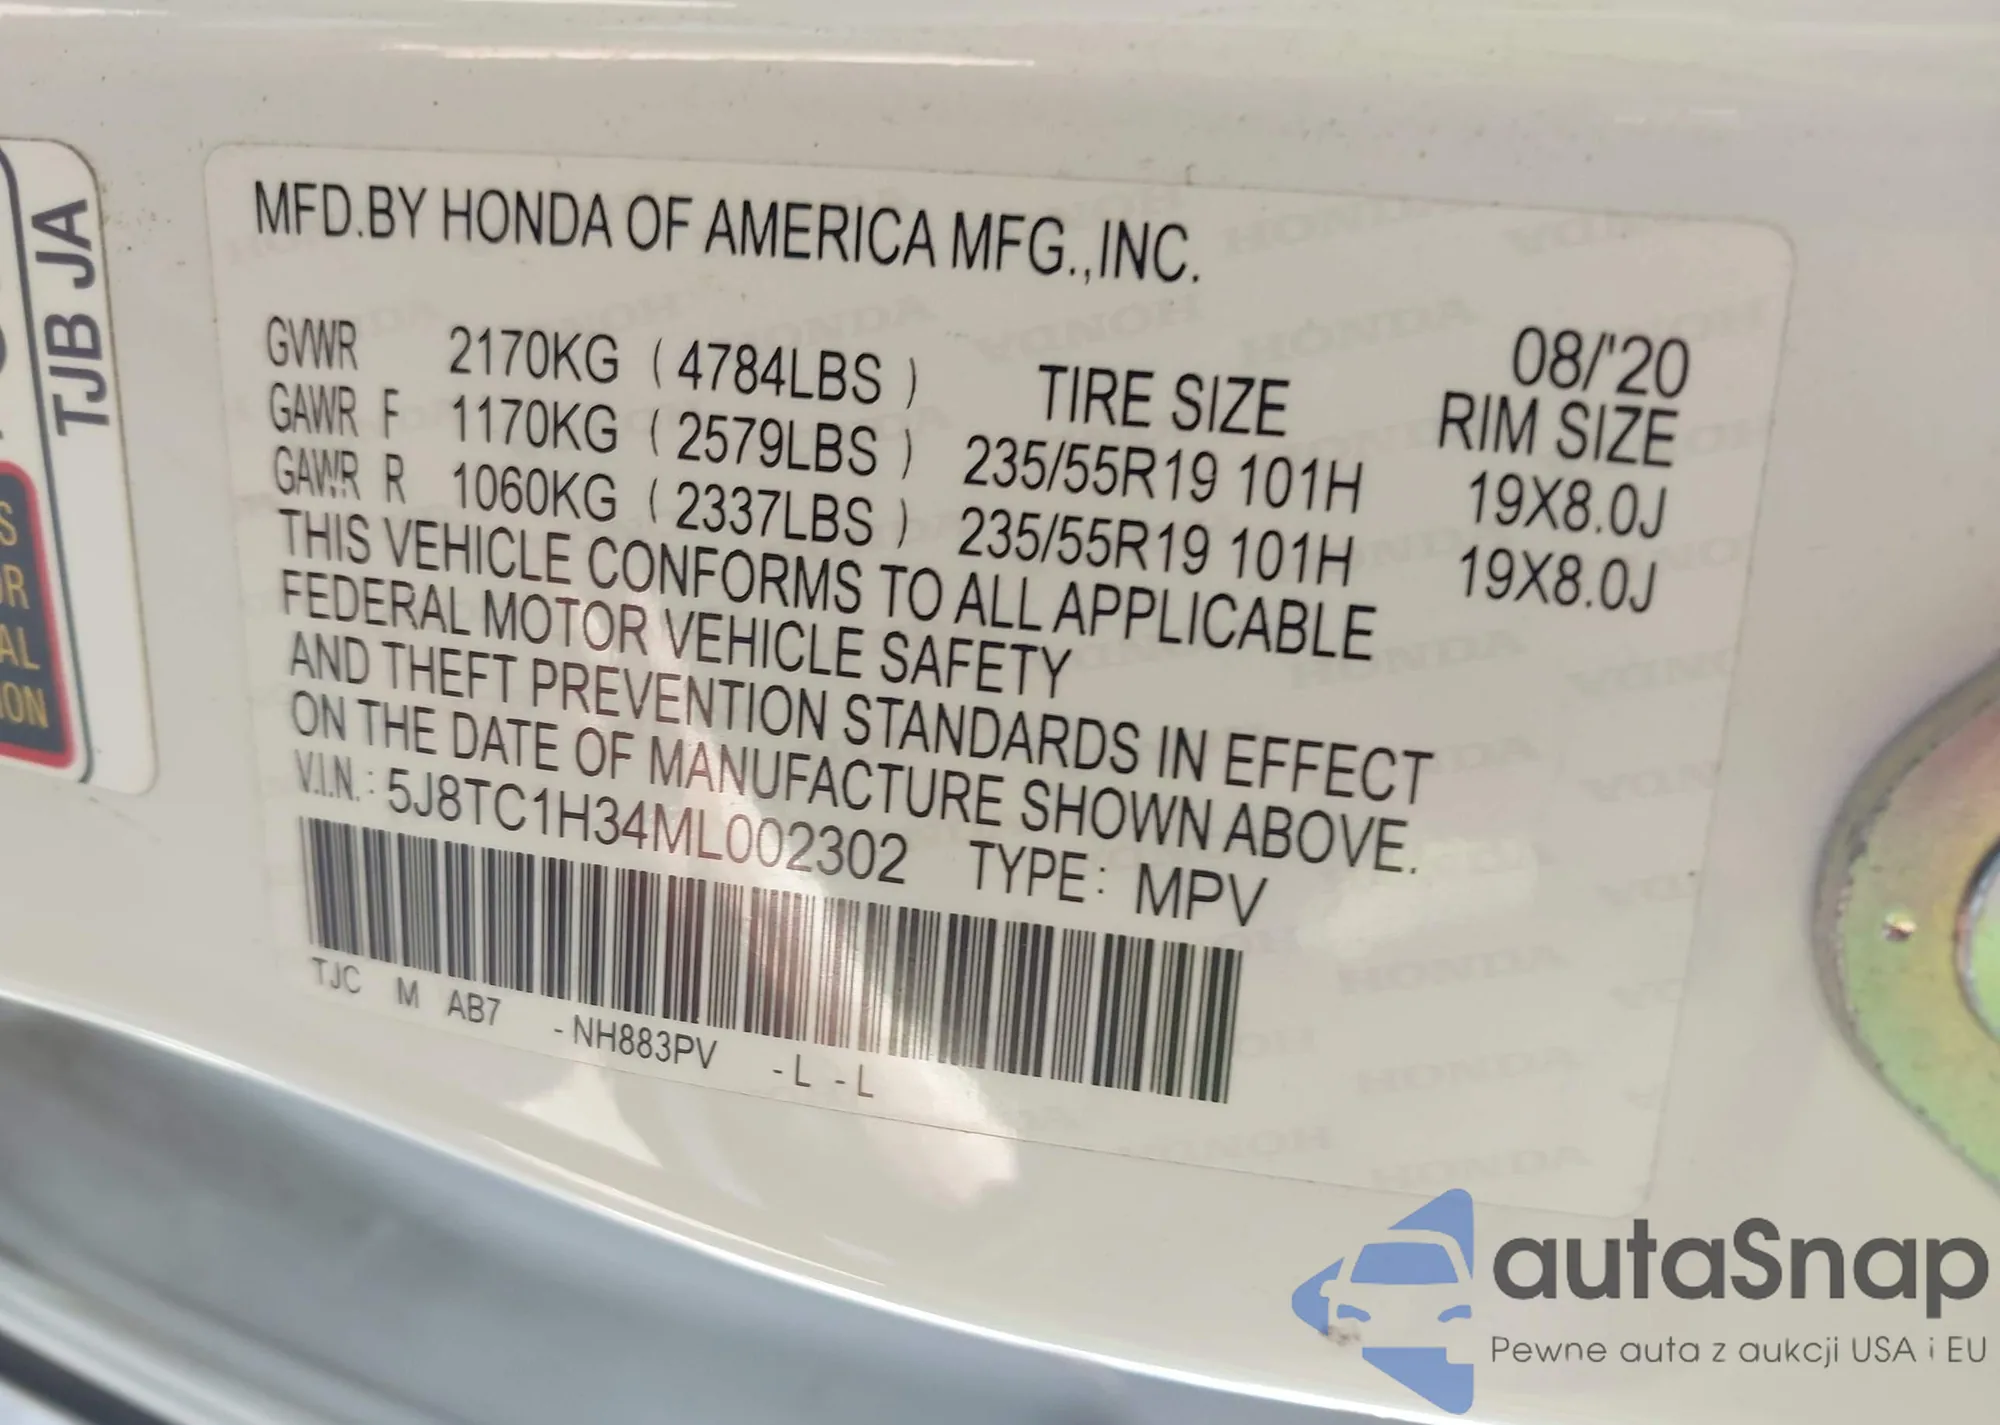 TJB JA
S
OR
AL
ION
MFD.BY HONDA OF AMERICA MFG.,INC.
08/'20
GVWR 2170KG ( 4784LBS ) TIRE SIZE RIM SIZE
GAWR F 1170KG ( 2579LBS ) 235/55R19 101H 19X8.0J
GAWR R 1060KG ( 2337LBS ) 235/55R19 101H 19X8.0J
THIS VEHICLE CONFORMS TO ALL APPLICABLE
FEDERAL MOTOR VEHICLE SAFETY
AND THEFT PREVENTION STANDARDS IN EFFECT
ON THE DATE OF MANUFACTURE SHOWN ABOVE.
V.I.N.: 5J8TC1H34ML002302 TYPE: MPV
TJC M AB7 -NH883PV -L -L
autaSnap
Pewne auta z aukcji USA i EU